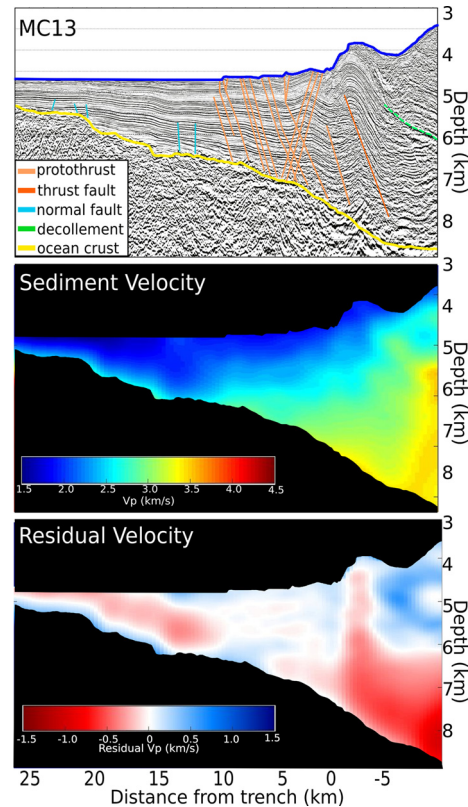 MC13
3
4
5
6
7
8
Depth (km)
protothrust
thrust fault
normal fault
decollement
ocean crust
Sediment Velocity
5
6
7
8
Depth (km)
1.5 2.0 2.5 3.0 3.5 4.0 4.5
Vp (km/s)
Residual Velocity
3
4
5
6
7
8
Depth (km)
-1.5 -1.0 -0.5 0 0.5 1.0 1.5
Residual Vp (km/s)
25 20 15 10 5 0 -5
Distance from trench (km)